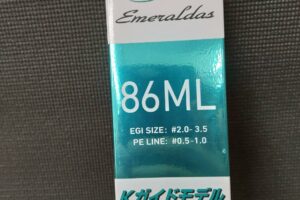 Emeraldas
86ML
EGI SIZE: #2.0-3.5
PE LINE: #0.5-1.0
Kガイドモデル